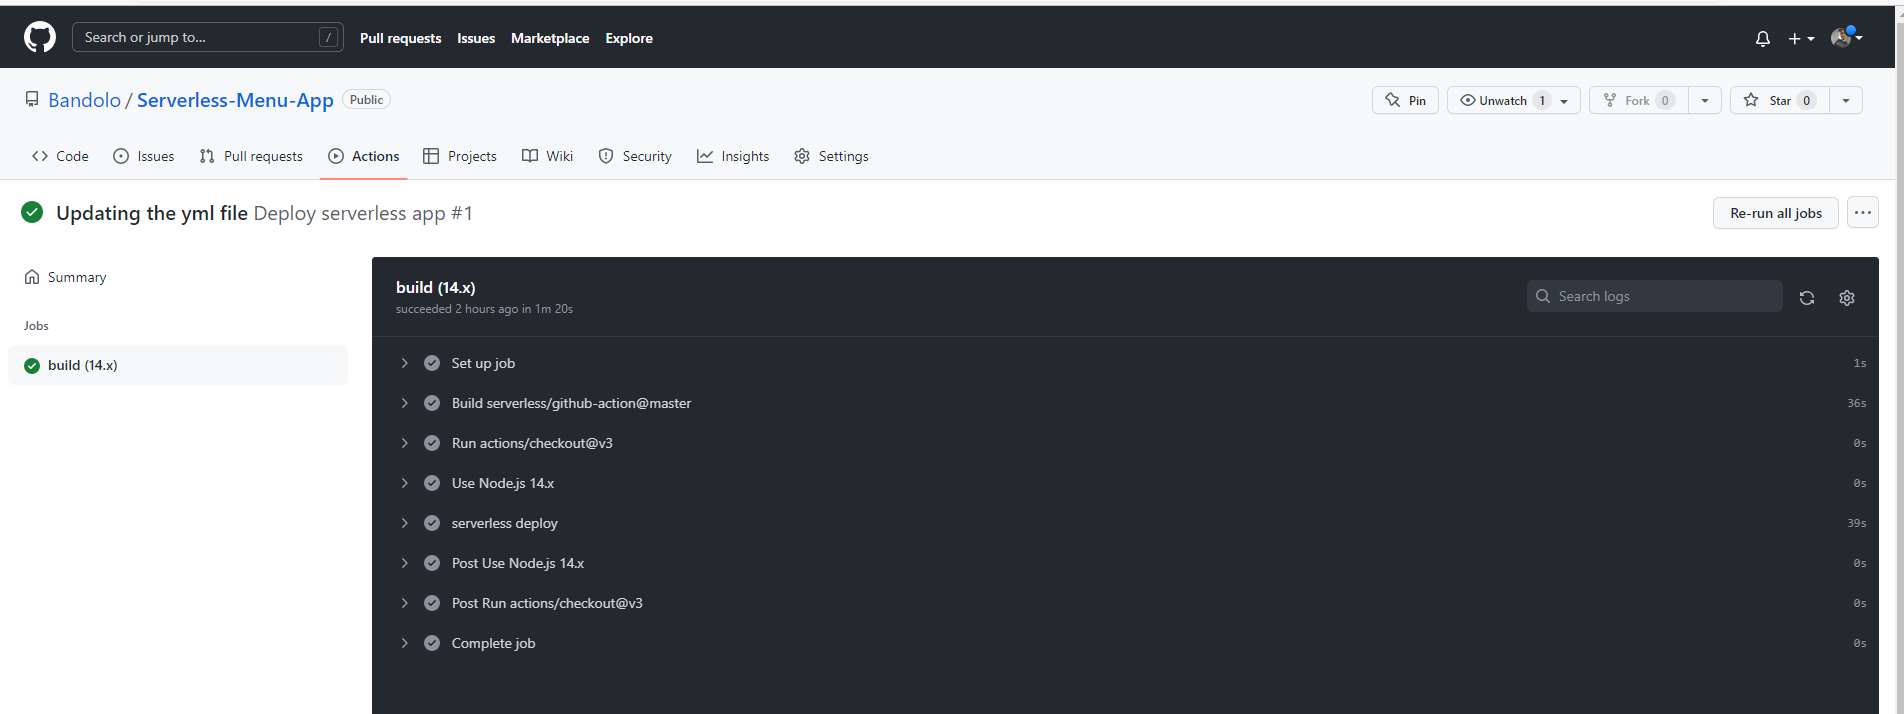 Search or jump to... / Pull requests Issues Marketplace Explore
Bandolo / Serverless-Menu-App Public Pin Unwatch 1 Fork 0 Star 0
Code Issues Pull requests Actions Projects Wiki Security Insights Settings
Updating the yml file Deploy serverless app #1 Re-run all jobs ...
Summary
Jobs
build (14.x)
build (14.x)
succeeded 2 hours ago in 1m 20s
Search logs
Set up job 1s
Build serverless/github-action@master 36s
Run actions/checkout@v3 0s
Use Node.js 14.x 0s
serverless deploy 39s
Post Use Node.js 14.x 0s
Post Run actions/checkout@v3 0s
Complete job 0s